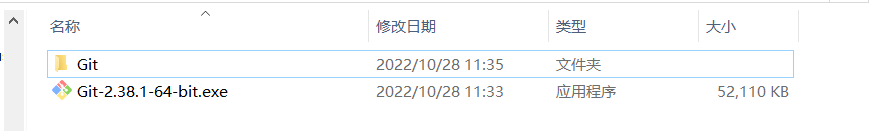 名称 修改日期 类型 大小
Git 2022/10/28 11:35 文件夹
Git-2.38.1-64-bit.exe 2022/10/28 11:33 应用程序 52,110 KB